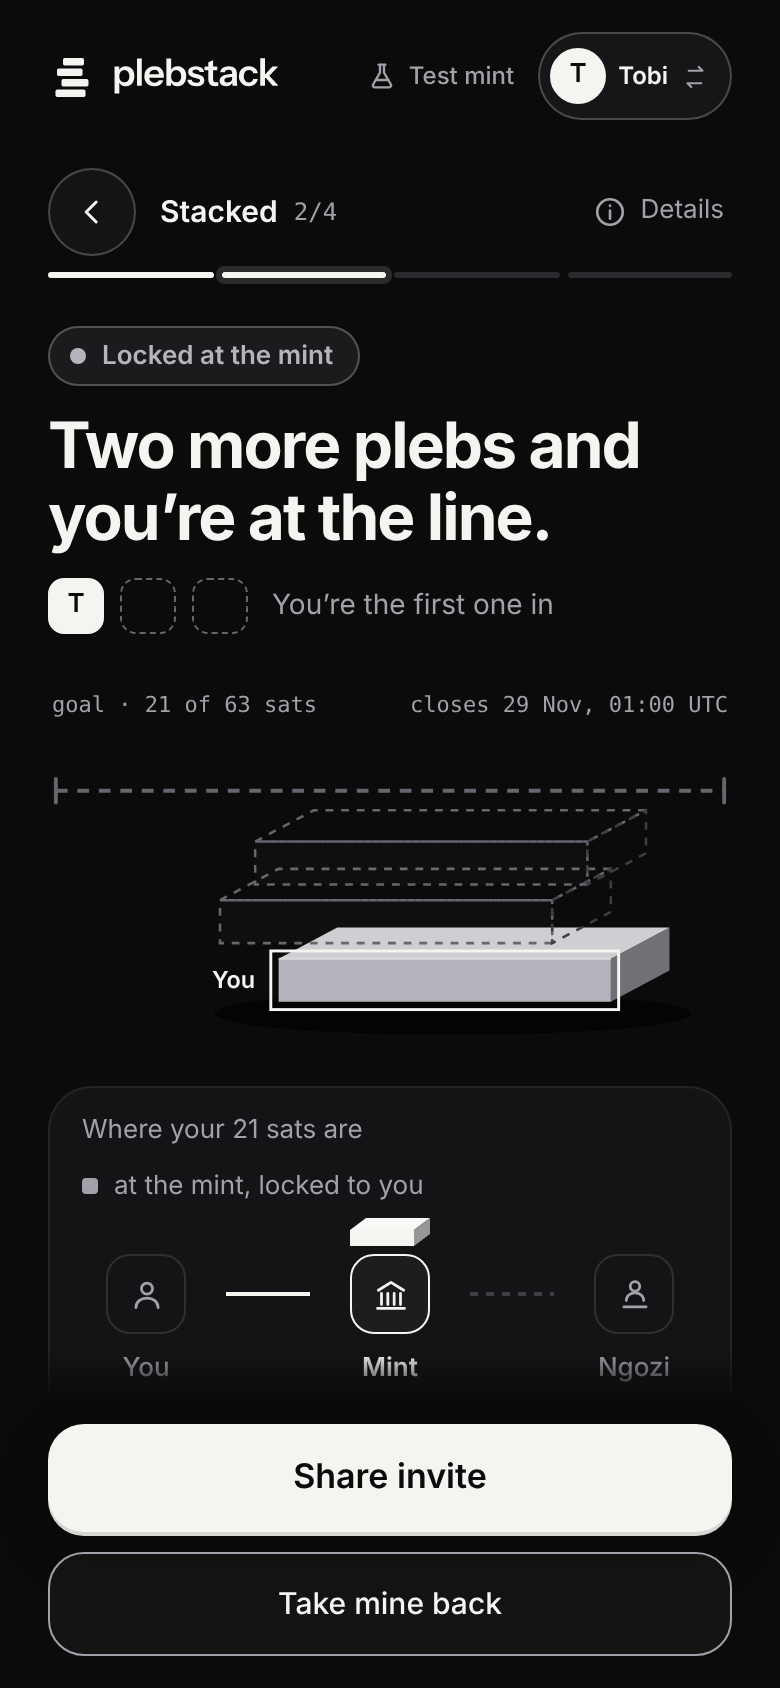 plebstack
Test mint
T
Tobi
Stacked 2/4
Details
Locked at the mint
Two more plebs and
you’re at the line.
T
You’re the first one in
goal · 21 of 63 sats
closes 29 Nov, 01:00 UTC
You
Where your 21 sats are
at the mint, locked to you
You
Mint
Ngozi
Share invite
Take mine back